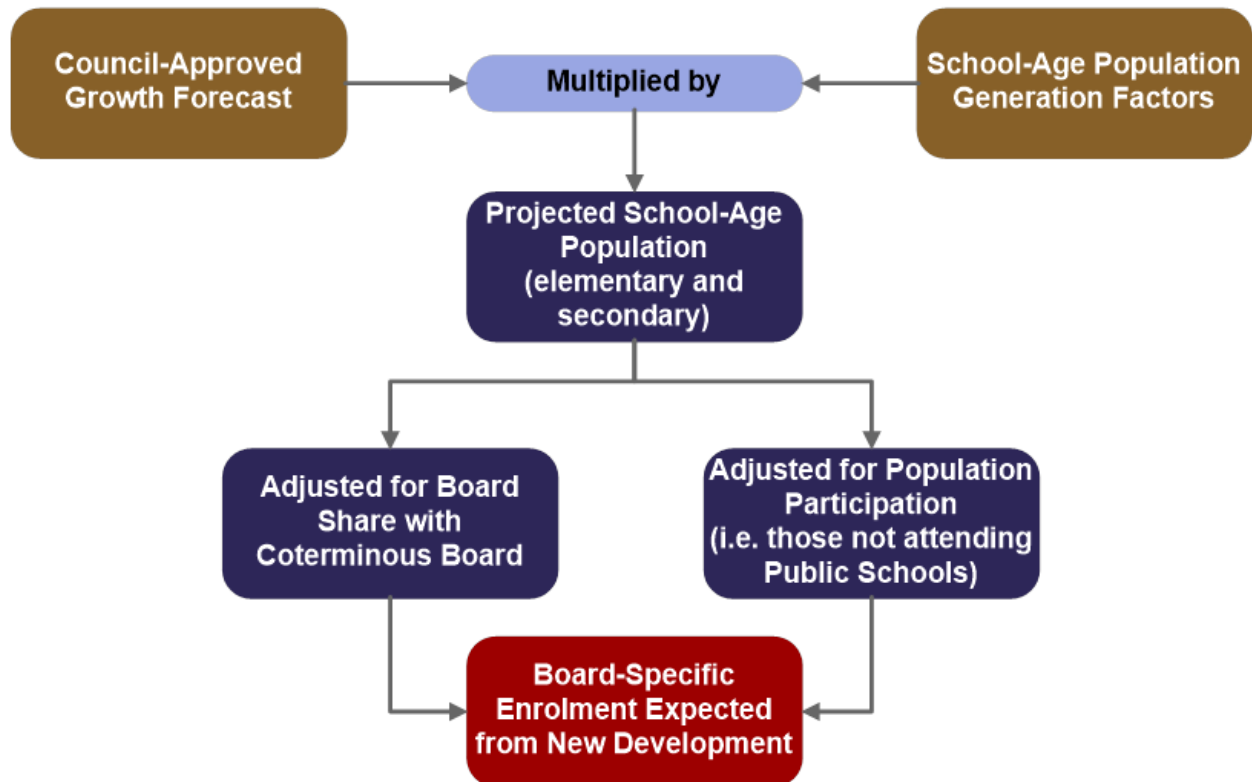 Council-Approved
Growth Forecast
Multiplied by
School-Age Population
Generation Factors
Projected School-Age
Population
(elementary and
secondary)
Adjusted for Board
Share with
Coterminous Board
Adjusted for Population
Participation
(i.e. those not attending
Public Schools)
Board-Specific
Enrolment Expected
from New Development